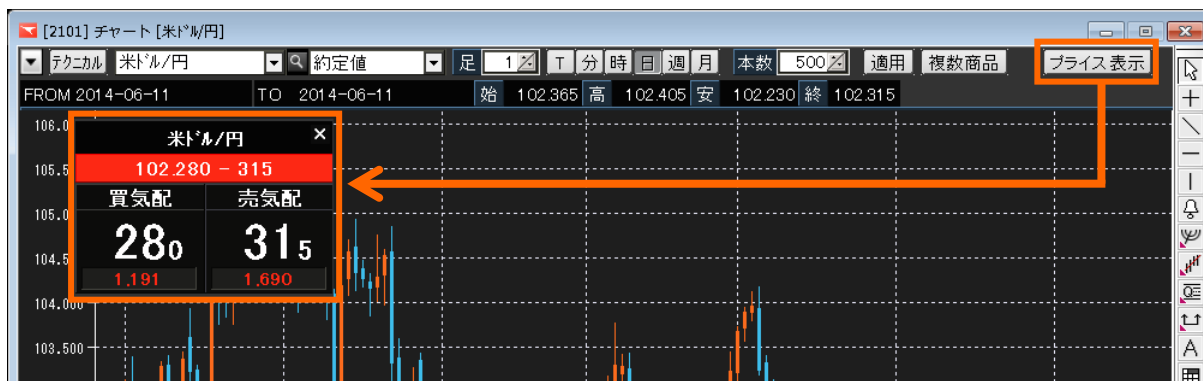 [2101] チャート [米ドル/円]
テクニカル 米ドル/円 約定値 足 1 T 分 時 日 週 月 本数 500 適用 複数商品 プライス表示
FROM 2014-06-11 TO 2014-06-11 始 102.365 高 102.405 安 102.230 終 102.315
106.0
米ドル/円 ×
105.5
102.280 - 315
買気配 売気配
105.0
280 315
104.5
1,191 1,690
104.000
103.500
A